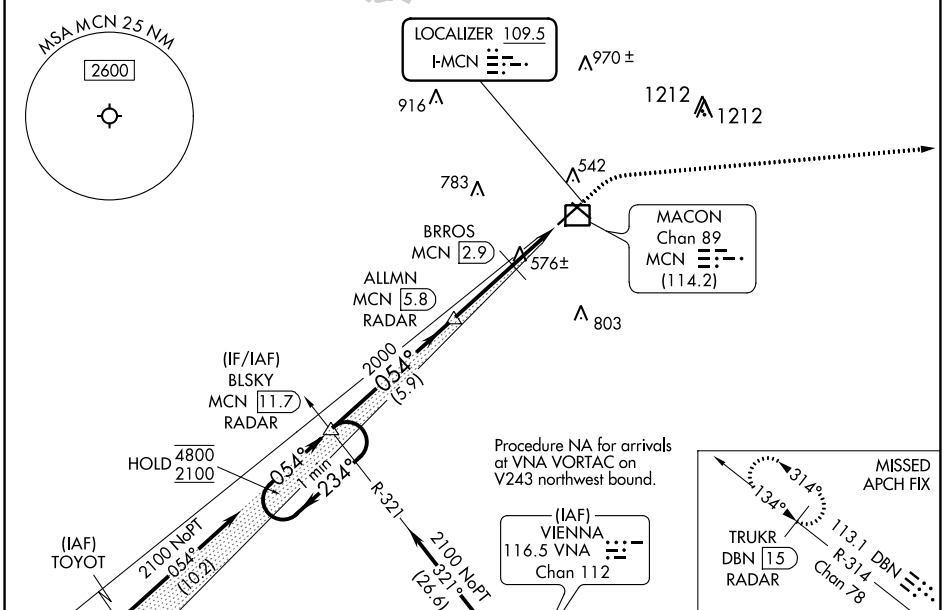 MSA MCN 25 NM
2600
LOCALIZER 109.5
I-MCN
970 ±
916
1212
1212
542
783
MACON
Chan 89
MCN
(114.2)
BRROS
MCN 2.9
576±
ALLMN
MCN 5.8
RADAR
803
2000
054°
(5.9)
(IF/IAF)
BLSKY
MCN 11.7
RADAR
HOLD 4800
2100
054°
1 min
234°
R-321
Procedure NA for arrivals
at VNA VORTAC on
V243 northwest bound.
(IAF)
TOYOT
2100 NoPT
054°
(10.2)
2100 NoPT
321°
(26.6)
(IAF)
VIENNA
116.5 VNA
Chan 112
MISSED
APCH FIX
314°
134°
TRUKR
DBN 15
RADAR
113.1 DBN
R-314
Chan 78